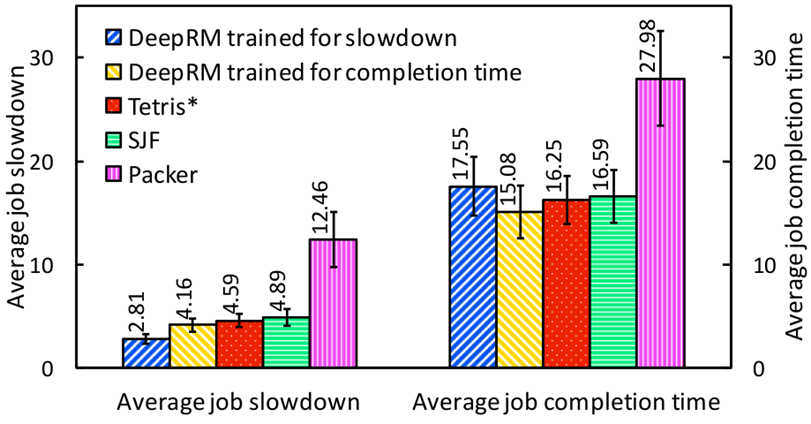 Average job slowdown
30
20
10
0
DeepRM trained for slowdown
DeepRM trained for completion time
Tetris*
SJF
Packer
2.81
4.16
4.59
4.89
12.46
17.55
15.08
16.25
16.59
27.98
30
20
10
0
Average job completion time
Average job slowdown
Average job completion time